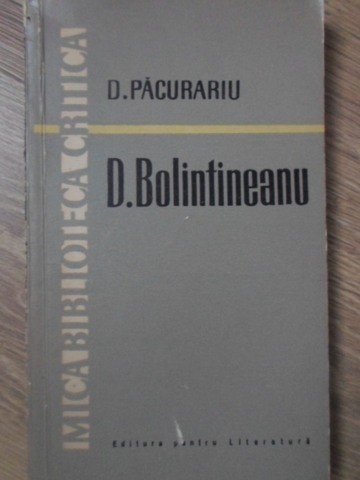 D. PĂCURARIU
D. Bolintineanu
MICA BIBLIOTECA CRITICA
Editura pentru Literatură